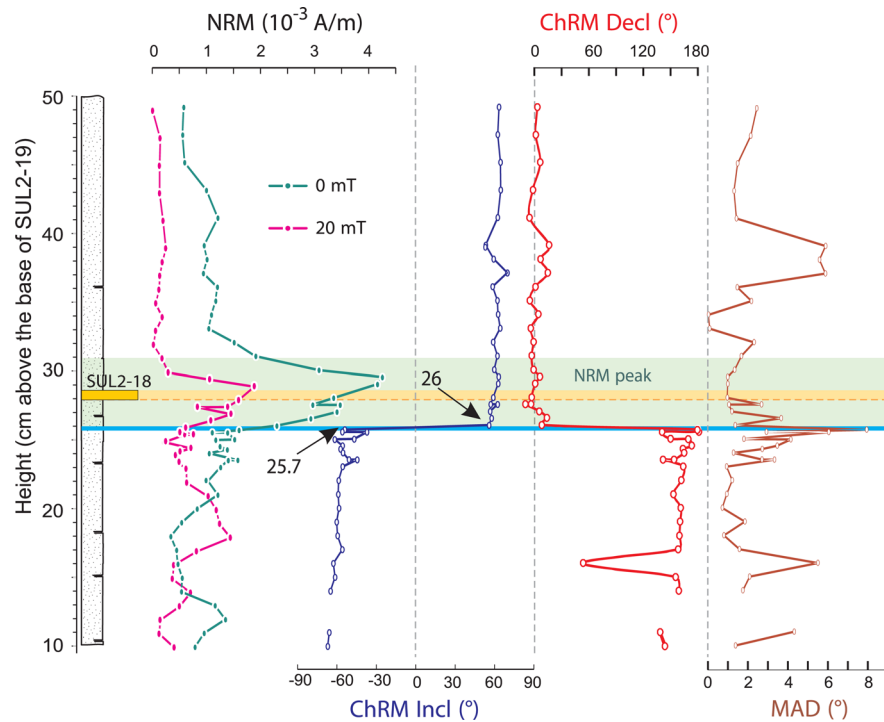 NRM (10⁻³ A/m)
ChRM Decl (°)
0 1 2 3 4
0 60 120 180
50
40
30
20
10
Height (cm above the base of SUL2-19)
0 mT
20 mT
SUL2-18
NRM peak
26
25.7
-90 -60 -30 0 30 60 90
0 2 4 6 8
ChRM Incl (°)
MAD (°)